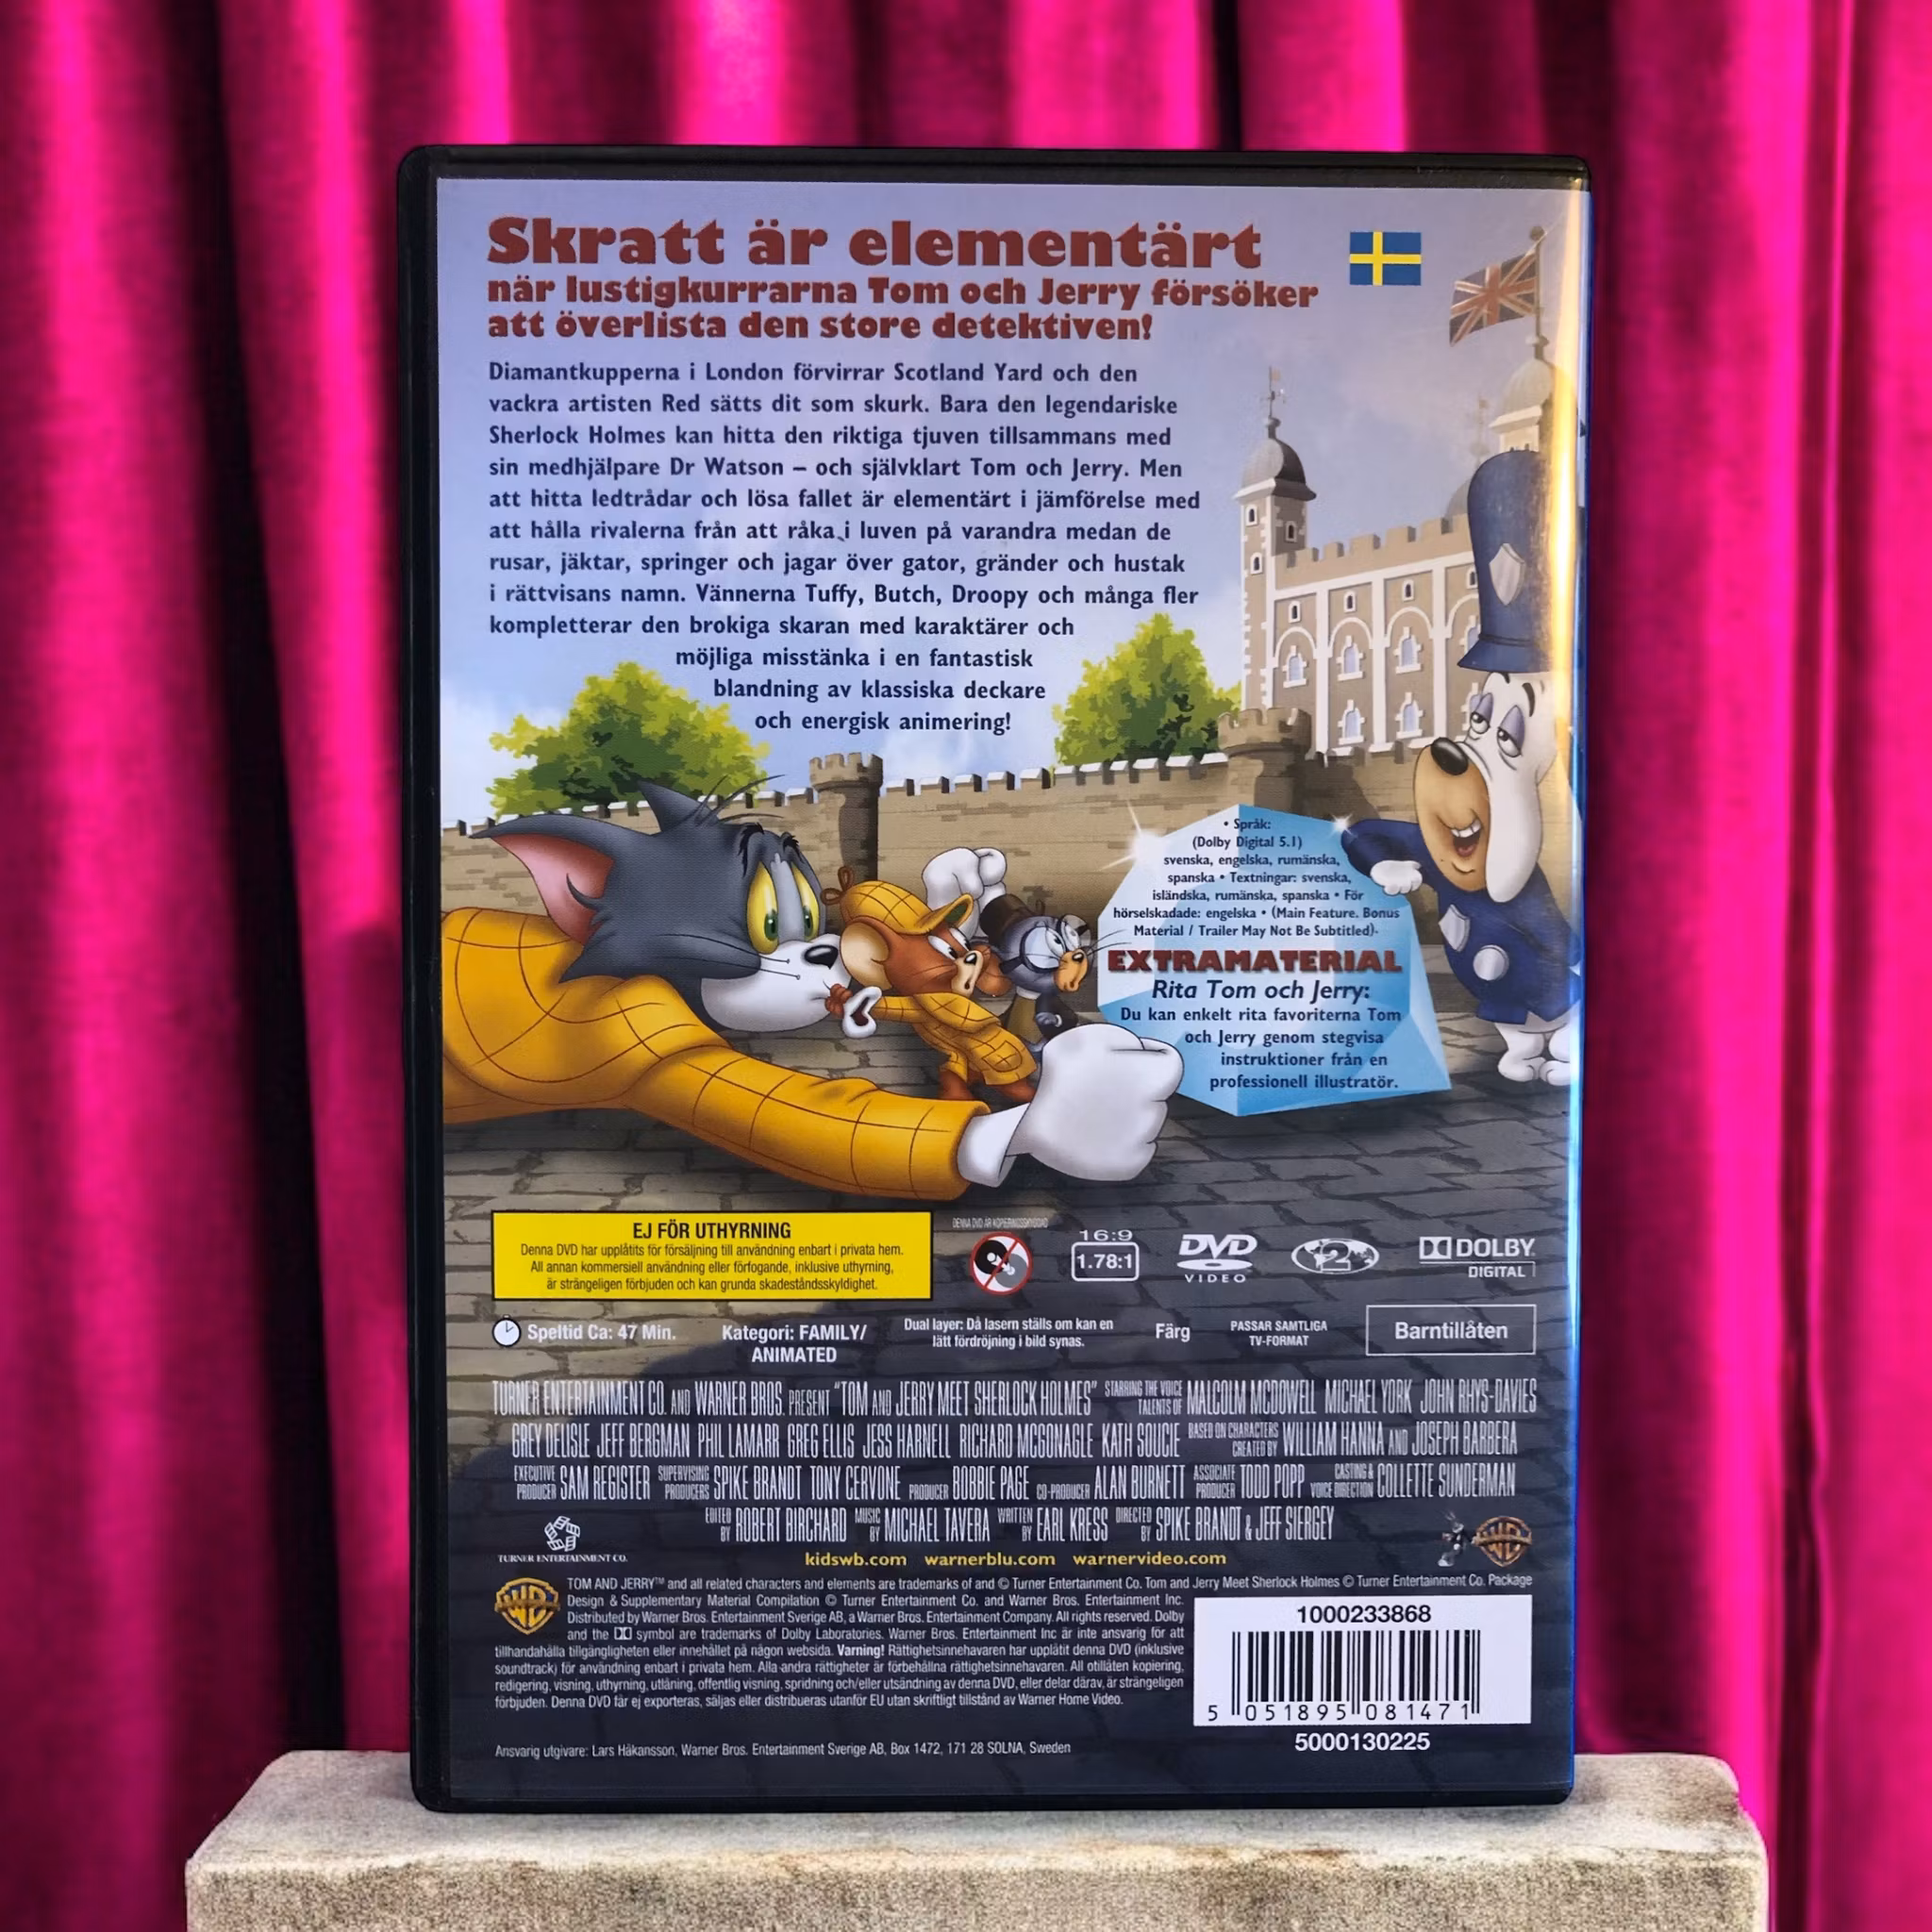 Skratt är elementärt
när lustigkurrarna Tom och Jerry försöker
att överlista den store detektiven!
Diamantkupperna i London förvirrar Scotland Yard och den
vackra artisten Red sätts dit som skurk. Bara den legendariske
Sherlock Holmes kan hitta den riktiga tjuven tillsammans med
sin medhjälpare Dr Watson – och självklart Tom och Jerry. Men
att hitta ledtrådar och lösa fallet är elementärt i jämförelse med
att hålla rivalerna från att råka i luven på varandra medan de
rusar, jäktar, springer och jagar över gator, gränder och hustak
i rättvisans namn. Vännerna Tuffy, Butch, Droopy och många fler
kompletterar den brokiga skaran med karaktärer och
möjliga misstänka i en fantastisk
blandning av klassiska deckare
och energisk animering!
• Språk:
(Dolby Digital 5.1)
svenska, engelska, rumänska,
spanska • Textningar: svenska,
isländska, rumänska, spanska • För
hörselskadade: engelska • (Main Feature. Bonus
Material / Trailer May Not Be Subtitled)•
EXTRAMATERIAL
Rita Tom och Jerry:
Du kan enkelt rita favoriterna Tom
och Jerry genom stegvisa
instruktioner från en
professionell illustratör.
EJ FÖR UTHYRNING
Denna DVD har upplåtits för försäljning till användning enbart i privata hem.
All annan kommersiell användning eller förfogande, inklusive uthyrning,
är strängeligen förbjuden och kan grunda skadeståndsskyldighet.
DENNA DVD ÄR KOPIERINGSSKYDDAD
16:9
1.78:1
DVD
VIDEO
2
DOLBY
DIGITAL
Speltid Ca: 47 Min.
Kategori: FAMILY/
ANIMATED
Dual layer: Då lasern ställs om kan en
lätt fördröjning i bild synas.
Färg
PASSAR SAMTLIGA
TV-FORMAT
Barntillåten
TURNER ENTERTAINMENT CO. AND WARNER BROS. PRESENT "TOM AND JERRY MEET SHERLOCK HOLMES" STARRING THE VOICE TALENTS OF MALCOLM MCDOWELL MICHAEL YORK JOHN RHYS-DAVIES
GREY DELISLE JEFF BERGMAN PHIL LAMARR GREG ELLIS JESS HARNELL RICHARD MCGONAGLE KATH SOUCIE BASED ON CHARACTERS CREATED BY WILLIAM HANNA AND JOSEPH BARBERA
EXECUTIVE PRODUCER SAM REGISTER SUPERVISING PRODUCERS SPIKE BRANDT TONY CERVONE PRODUCER BOBBIE PAGE CO-PRODUCER ALAN BURNETT ASSOCIATE PRODUCER TODD POPP CASTING & VOICE DIRECTION COLLETTE SUNDERMAN
EDITED BY ROBERT BIRCHARD MUSIC BY MICHAEL TAVERA WRITTEN BY EARL KRESS DIRECTED BY SPIKE BRANDT & JEFF SIERGEY
TURNER ENTERTAINMENT CO.
kidswb.com warnerblu.com warnervideo.com
TOM AND JERRY™ and all related characters and elements are trademarks of and © Turner Entertainment Co. Tom and Jerry Meet Sherlock Holmes © Turner Entertainment Co. Package
Design & Supplementary Material Compilation © Turner Entertainment Co. and Warner Bros. Entertainment Inc.
Distributed by Warner Bros. Entertainment Sverige AB, a Warner Bros. Entertainment Company. All rights reserved. Dolby
and the symbol are trademarks of Dolby Laboratories. Warner Bros. Entertainment Inc är inte ansvarig för att
tillhandahålla tillgängligheten eller innehållet på någon websida. Varning! Rättighetsinnehavaren har upplåtit denna DVD (inklusive
soundtrack) för användning enbart i privata hem. Alla andra rättigheter är förbehållna rättighetsinnehavaren. All otillåten kopiering,
redigering, visning, uthyrning, utlåning, offentlig visning, spridning och/eller utsändning av denna DVD, eller delar därav, är strängeligen
förbjuden. Denna DVD får ej exporteras, säljas eller distribueras utanför EU utan skriftligt tillstånd av Warner Home Video.
1000233868
5 051895 081471
5000130225
Ansvarig utgivare: Lars Håkansson, Warner Bros. Entertainment Sverige AB, Box 1472, 171 28 SOLNA, Sweden